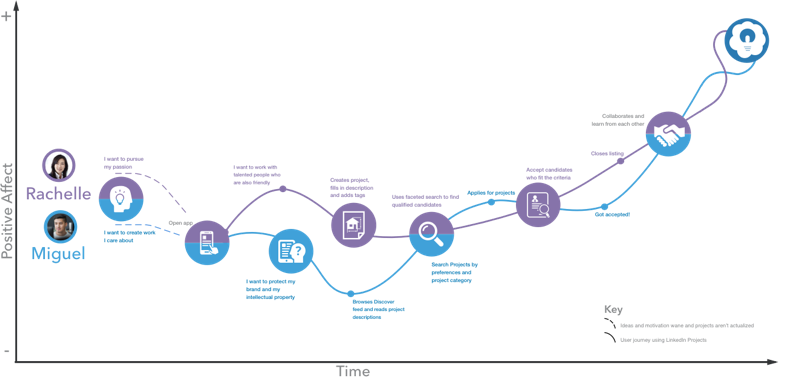 +
Positive Affect
-
Time
Rachelle
Miguel
I want to pursue
my passion
I want to create work
I care about
Open app
I want to work with
talented people who
are also friendly
I want to protect my
brand and my
intellectual property
Creates project,
fills in description
and adds tags
Browses Discover
feed and reads project
descriptions
Uses faceted search to find
qualified candidates
Search Projects by
preferences and
project category
Applies for projects
Accept candidates
who fit the criteria
Got accepted!
Closes listing
Collaborates and
learn from each other
Key
Ideas and motivation wane and projects aren't actualized
User journey using LinkedIn Projects